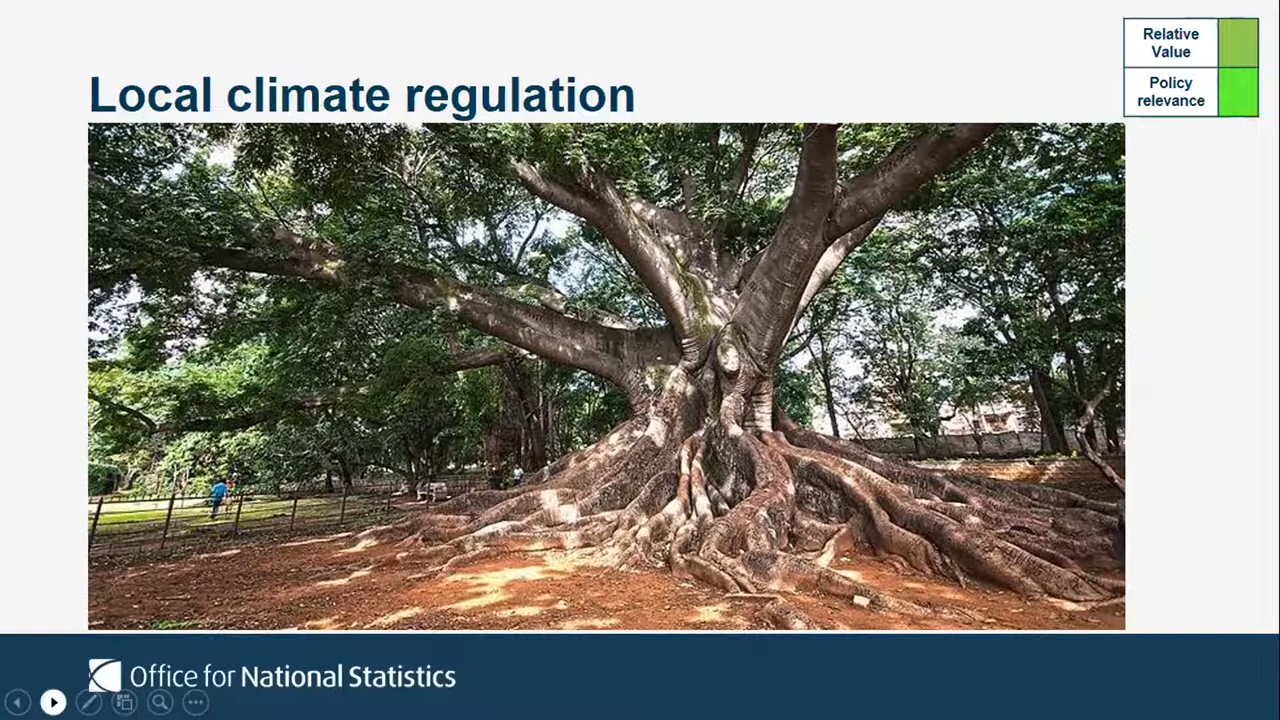 Relative
Value
Policy
relevance
Local climate regulation
Office for National Statistics